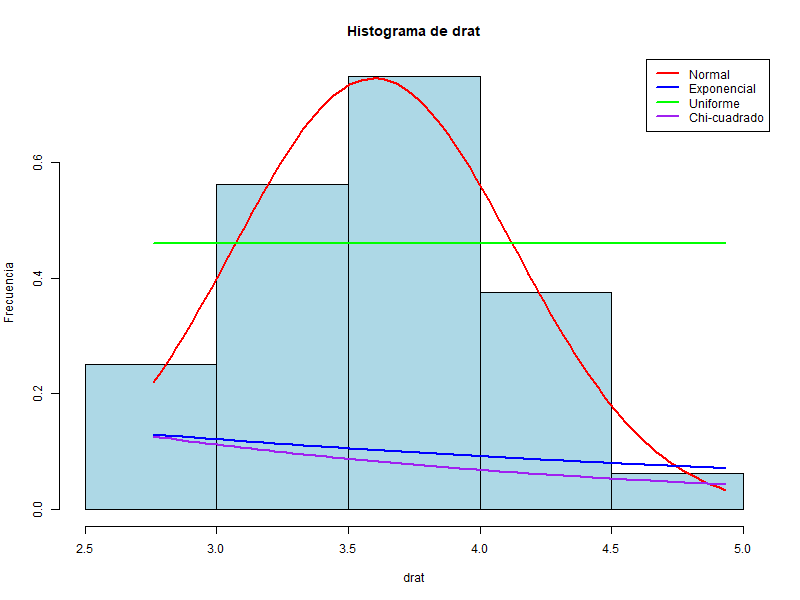 Histograma de drat
Normal
Exponencial
Uniforme
Chi-cuadrado
Frecuencia
0.6
0.4
0.2
0.0
2.5 3.0 3.5 4.0 4.5 5.0
drat